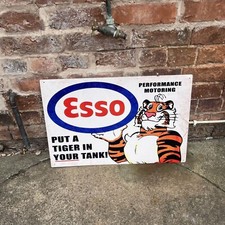 Esso
PERFORMANCE
MOTORING
PUT A
TIGER IN
YOUR TANK!